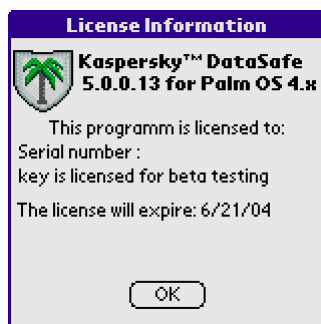 License Information
Kaspersky™ DataSafe
5.0.0.13 for Palm OS 4.x
This programm is licensed to:
Serial number :
key is licensed for beta testing
The license will expire: 6/21/04
OK